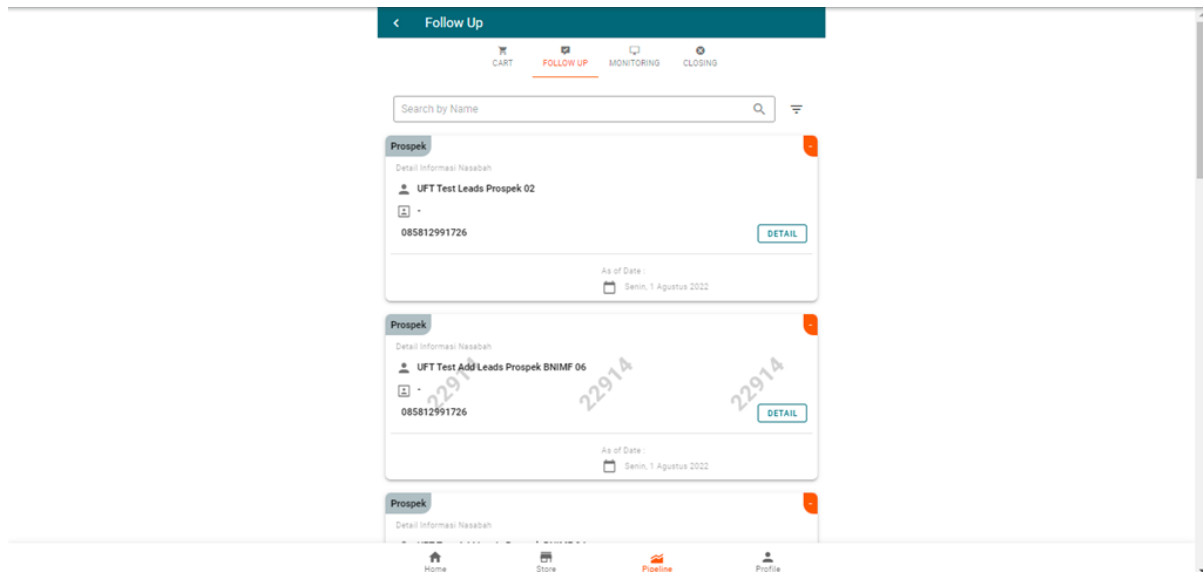 Follow Up
CART FOLLOW UP MONITORING CLOSING
Search by Name
Prospek -
Detail Informasi Nasabah
UFT Test Leads Prospek 02
-
085812991726
DETAIL
As of Date :
Senin, 1 Agustus 2022
Prospek -
Detail Informasi Nasabah
UFT Test Add Leads Prospek BNIMF 06
-
22914 22914 22914
085812991726
DETAIL
As of Date :
Senin, 1 Agustus 2022
Prospek -
Detail Informasi Nasabah
Home Store Pipeline Profile